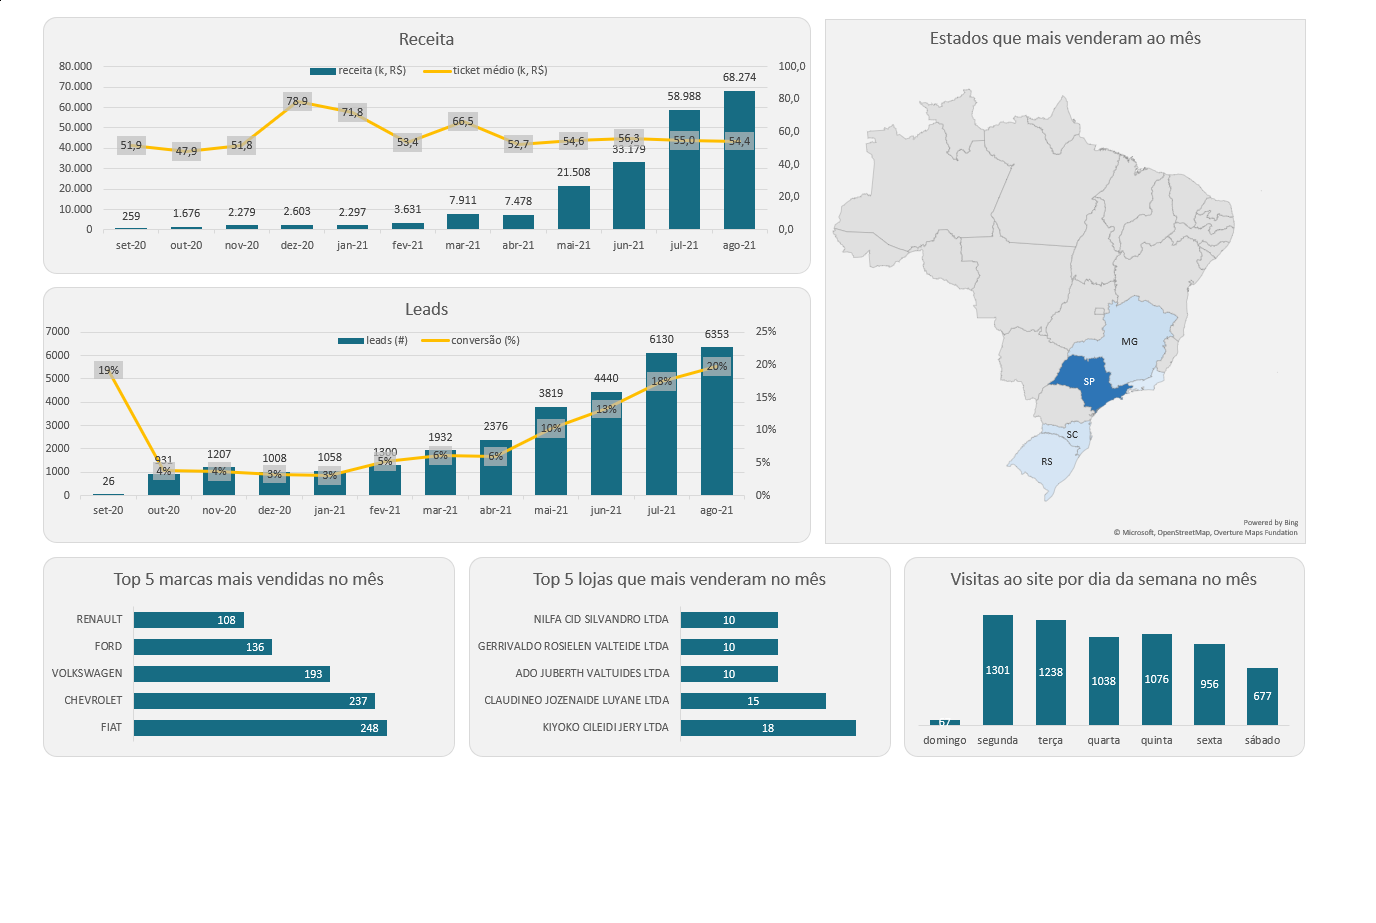 Receita
receita (k, R$) ticket médio (k, R$)
80.000
70.000
60.000
50.000
40.000
30.000
20.000
10.000
0
100,0
80,0
60,0
40,0
20,0
0,0
51,9 47,9 51,8 78,9 71,8 53,4 66,5 52,7 54,6 56,3 55,0 54,4
259 1.676 2.279 2.603 2.297 3.631 7.911 7.478 21.508 33.179 58.988 68.274
set-20 out-20 nov-20 dez-20 jan-21 fev-21 mar-21 abr-21 mai-21 jun-21 jul-21 ago-21
Estados que mais venderam ao mês
MG
SP
SC
RS
Powered by Bing
© Microsoft, OpenStreetMap, Overture Maps Fundation
Leads
leads (#) conversão (%)
7000
6000
5000
4000
3000
2000
1000
0
25%
20%
15%
10%
5%
0%
26 931 1207 1008 1058 1300 1932 2376 3819 4440 6130 6353
19% 4% 4% 3% 3% 5% 6% 6% 10% 13% 18% 20%
set-20 out-20 nov-20 dez-20 jan-21 fev-21 mar-21 abr-21 mai-21 jun-21 jul-21 ago-21
Top 5 marcas mais vendidas no mês
RENAULT 108
FORD 136
VOLKSWAGEN 193
CHEVROLET 237
FIAT 248
Top 5 lojas que mais venderam no mês
NILFA CID SILVANDRO LTDA 10
GERRIVALDO ROSIELEN VALTEIDE LTDA 10
ADO JUBERTH VALTUIDES LTDA 10
CLAUDINEO JOZENAIDE LUYANE LTDA 15
KIYOKO CILEIDI JERY LTDA 18
Visitas ao site por dia da semana no mês
67 1301 1238 1038 1076 956 677
domingo segunda terça quarta quinta sexta sábado